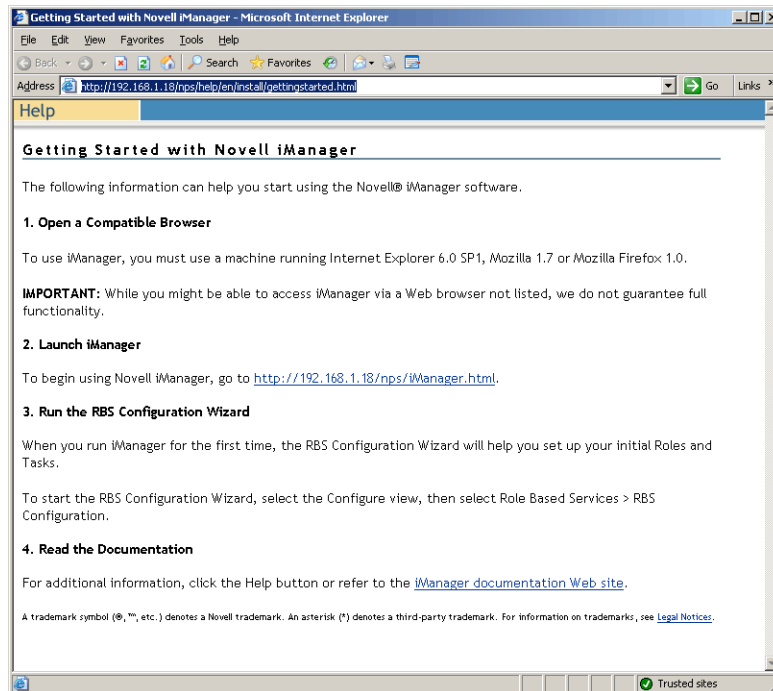 Getting Started with Novell iManager - Microsoft Internet Explorer
File Edit View Favorites Tools Help
Back Search Favorites
Address http://192.168.1.18/nps/help/en/install/gettingstarted.html Go Links »
Help
Getting Started with Novell iManager
The following information can help you start using the Novell® iManager software.
1. Open a Compatible Browser
To use iManager, you must use a machine running Internet Explorer 6.0 SP1, Mozilla 1.7 or Mozilla Firefox 1.0.
IMPORTANT: While you might be able to access iManager via a Web browser not listed, we do not guarantee full
functionality.
2. Launch iManager
To begin using Novell iManager, go to http://192.168.1.18/nps/iManager.html.
3. Run the RBS Configuration Wizard
When you run iManager for the first time, the RBS Configuration Wizard will help you set up your initial Roles and
Tasks.
To start the RBS Configuration Wizard, select the Configure view, then select Role Based Services > RBS
Configuration.
4. Read the Documentation
For additional information, click the Help button or refer to the iManager documentation Web site.
A trademark symbol (®, ™, etc.) denotes a Novell trademark. An asterisk (*) denotes a third-party trademark. For information on trademarks, see Legal Notices.
Trusted sites